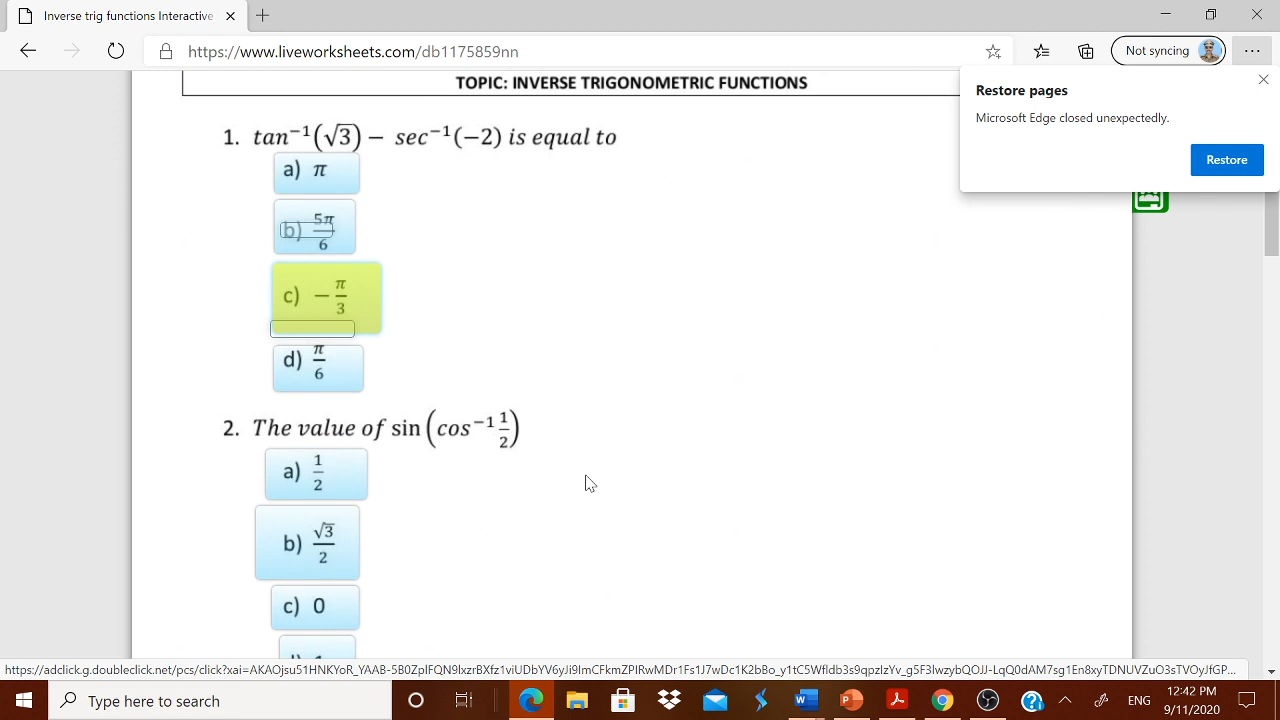 Inverse trig functions Interactive
https://www.liveworksheets.com/db1175859nn
Not syncing
Restore pages
Microsoft Edge closed unexpectedly.
Restore
TOPIC: INVERSE TRIGONOMETRIC FUNCTIONS
1. tan⁻¹(√3) − sec⁻¹(−2) is equal to
a) π
b) 5π/6
c) −π/3
d) π/6
2. The value of sin(cos⁻¹ 1/2)
a) 1/2
b) √3/2
c) 0
Type here to search
ENG
12:42 PM
9/11/2020